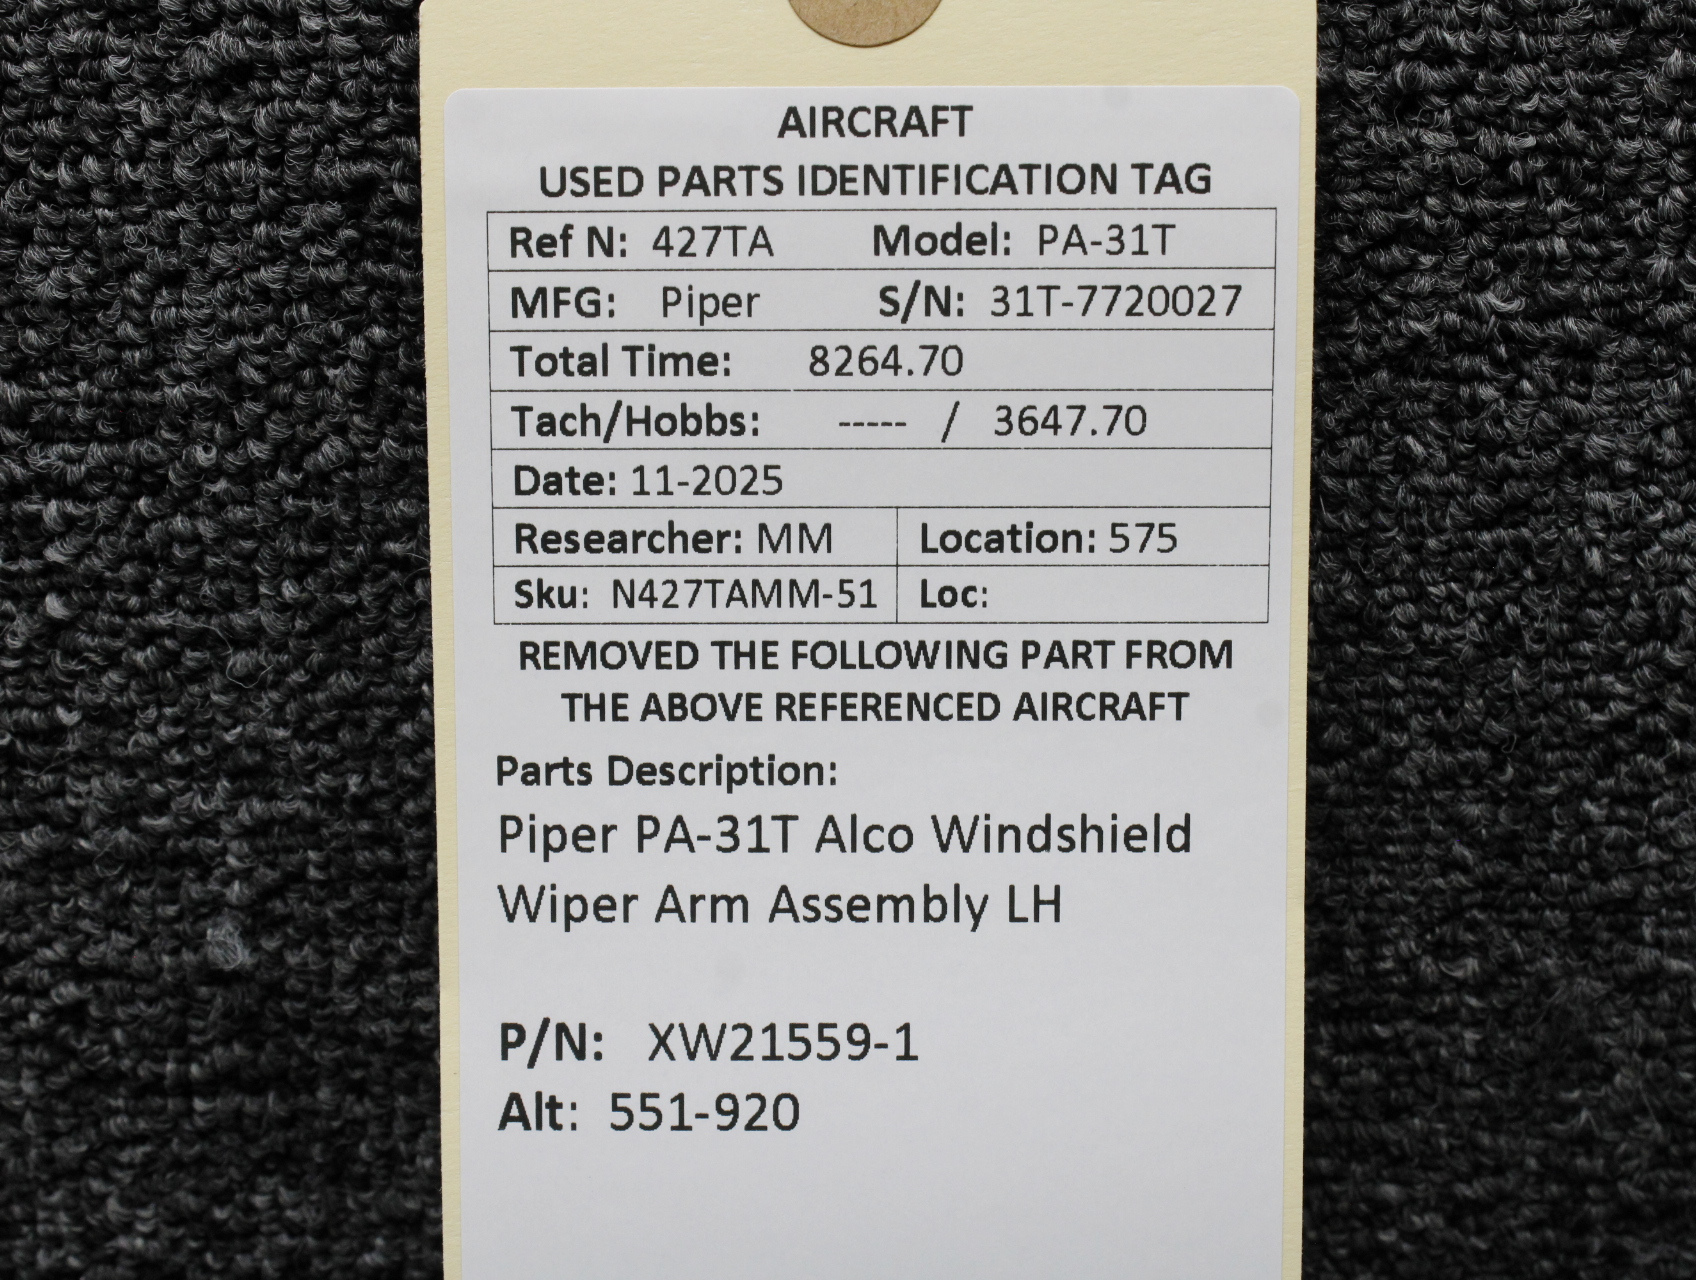 AIRCRAFT
USED PARTS IDENTIFICATION TAG
Ref N: 427TA Model: PA-31T
MFG: Piper S/N: 31T-7720027
Total Time: 8264.70
Tach/Hobbs: ----- / 3647.70
Date: 11-2025
Researcher: MM Location: 575
Sku: N427TAMM-51 Loc:
REMOVED THE FOLLOWING PART FROM
THE ABOVE REFERENCED AIRCRAFT
Parts Description:
Piper PA-31T Alco Windshield
Wiper Arm Assembly LH
P/N: XW21559-1
Alt: 551-920